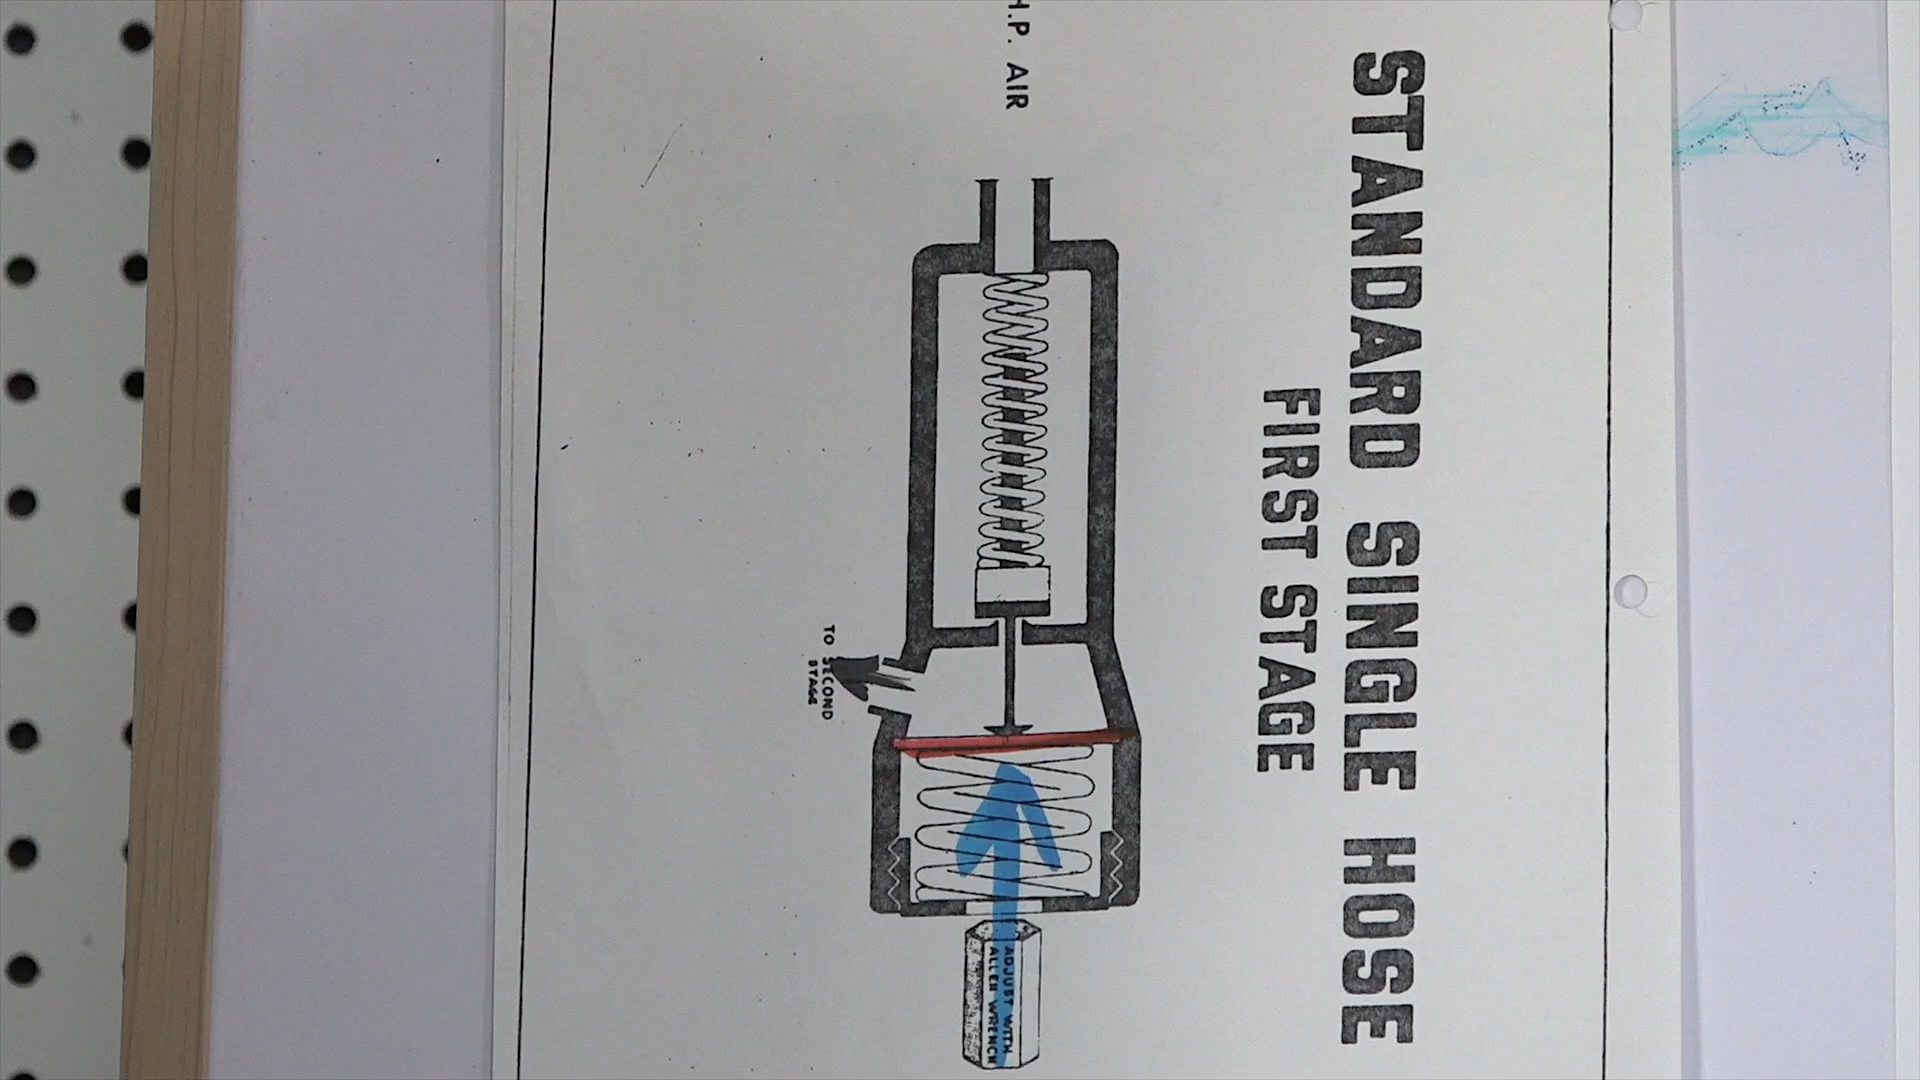 STANDARD SINGLE HOSE
FIRST STAGE
H.P. AIR
TO SECOND
STAGE
ADJUST WITH
ALLEN WRENCH